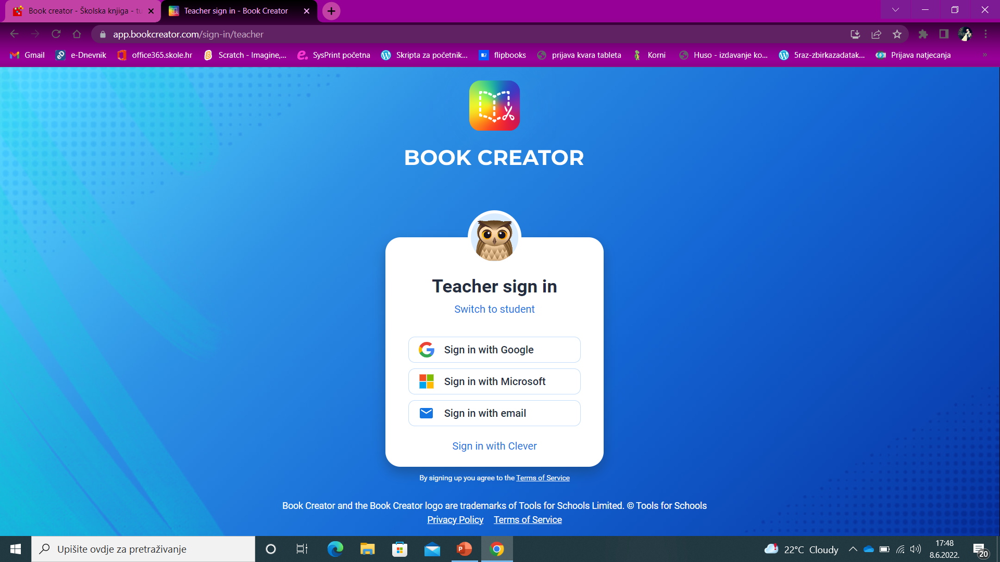 Book creator - Školska knjiga - tu
Teacher sign in - Book Creator
app.bookcreator.com/sign-in/teacher
Gmail
e-Dnevnik
office365.skole.hr
Scratch - Imagine,...
SysPrint početna
Skripta za početnik...
flipbooks
prijava kvara tableta
Korni
Huso - izdavanje ko...
5raz-zbirkazadatak...
Prijava natjecanja
»
BOOK CREATOR
Teacher sign in
Switch to student
Sign in with Google
Sign in with Microsoft
Sign in with email
Sign in with Clever
By signing up you agree to the Terms of Service
Book Creator and the Book Creator logo are trademarks of Tools for Schools Limited. © Tools for Schools
Privacy Policy Terms of Service
Upišite ovdje za pretraživanje
P
22°C Cloudy
17:48
8.6.2022.
20